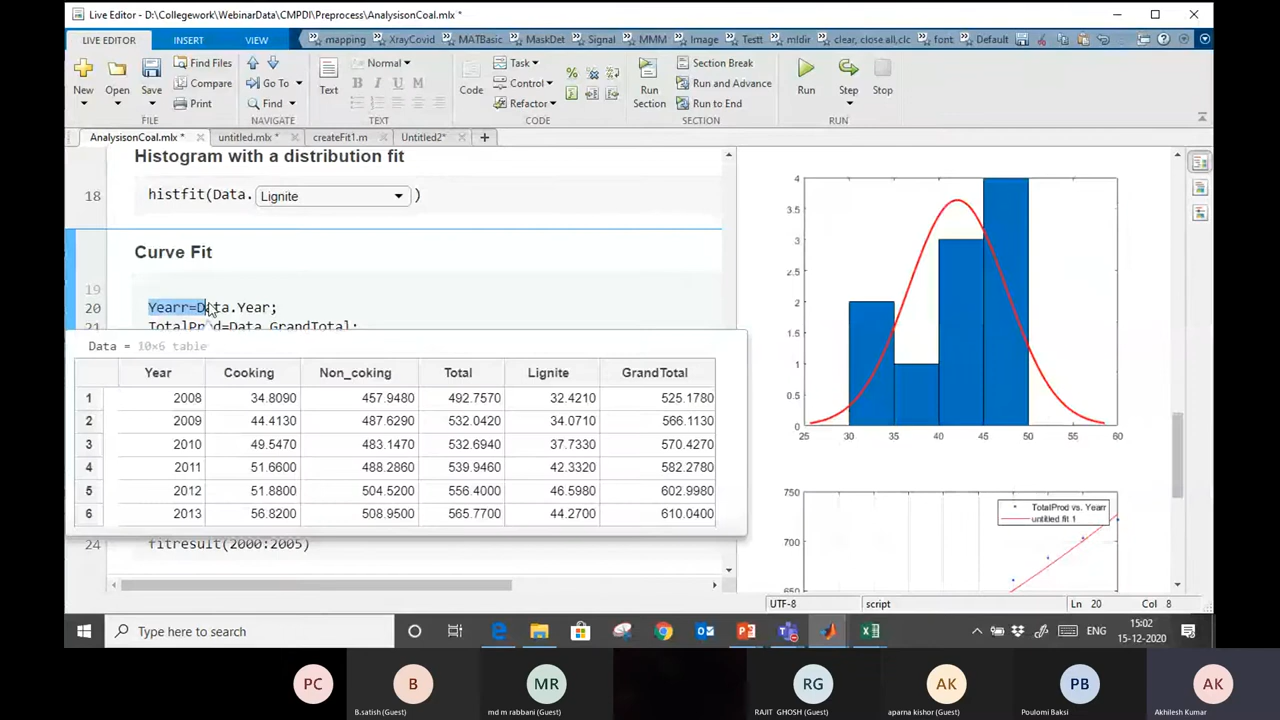 Live Editor - D:\Collegework\WebinarData\CMPDI\Preprocess\AnalysisonCoal.mlx *
LIVE EDITOR INSERT VIEW mapping XrayCovid MATBasic MaskDet Signal MMM Image Testt mldir clear, close all,clc font Default
New Open Save Find Files Compare Print
FILE
Go To Find
NAVIGATE
Text Normal B I U M
TEXT
Code Task Control Refactor
CODE
Run Section Section Break Run and Advance Run to End
SECTION
Run Step Stop
RUN
AnalysisonCoal.mlx * untitled.mlx * createFit1.m Untitled2* +
Histogram with a distribution fit
18 histfit(Data. Lignite )
Curve Fit
19
20 Yearr=Data.Year;
21 TotalProd=Data.GrandTotal;
Data = 10×6 table
Year Cooking Non_coking Total Lignite GrandTotal
1 2008 34.8090 457.9480 492.7570 32.4210 525.1780
2 2009 44.4130 487.6290 532.0420 34.0710 566.1130
3 2010 49.5470 483.1470 532.6940 37.7330 570.4270
4 2011 51.6600 488.2860 539.9460 42.3320 582.2780
5 2012 51.8800 504.5200 556.4000 46.5980 602.9980
6 2013 56.8200 508.9500 565.7700 44.2700 610.0400
24 fitresult(2000:2005)
4
3.5
3
2.5
2
1.5
1
0.5
0
25 30 35 40 45 50 55 60
750
700
650
TotalProd vs. Yearr
untitled fit 1
UTF-8 script Ln 20 Col 8
Type here to search
ENG
15:02
15-12-2020
PC B MR RG AK PB AK
B.satish (Guest) md m rabbani (Guest) RAJIT GHOSH (Guest) aparna kishor (Guest) Poulomi Baksi Akhilesh Kumar